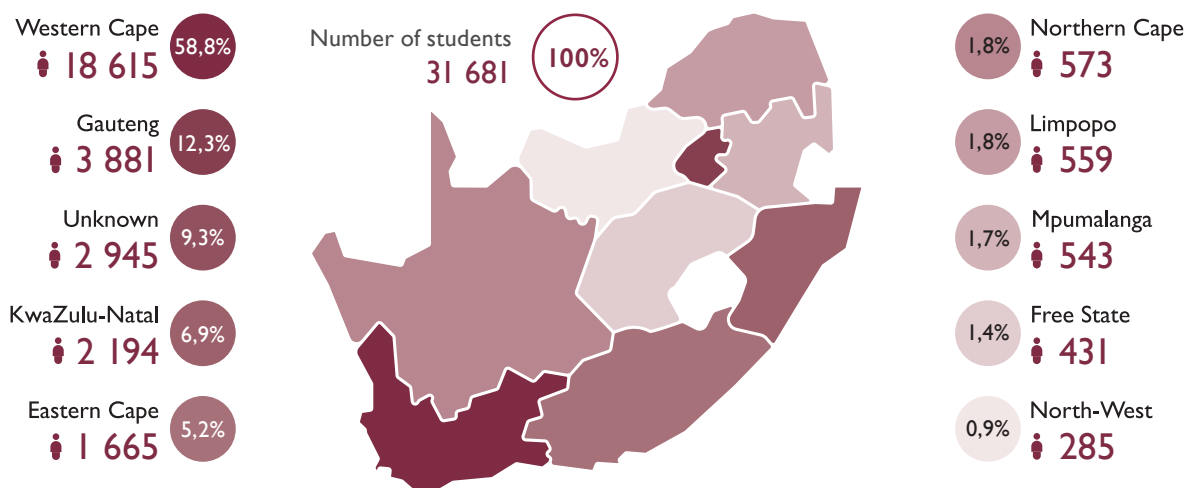 Western Cape
18 615
58,8%
Gauteng
3 881
12,3%
Unknown
2 945
9,3%
KwaZulu-Natal
2 194
6,9%
Eastern Cape
1 665
5,2%
Number of students
31 681
100%
1,8%
Northern Cape
573
1,8%
Limpopo
559
1,7%
Mpumalanga
543
1,4%
Free State
431
0,9%
North-West
285